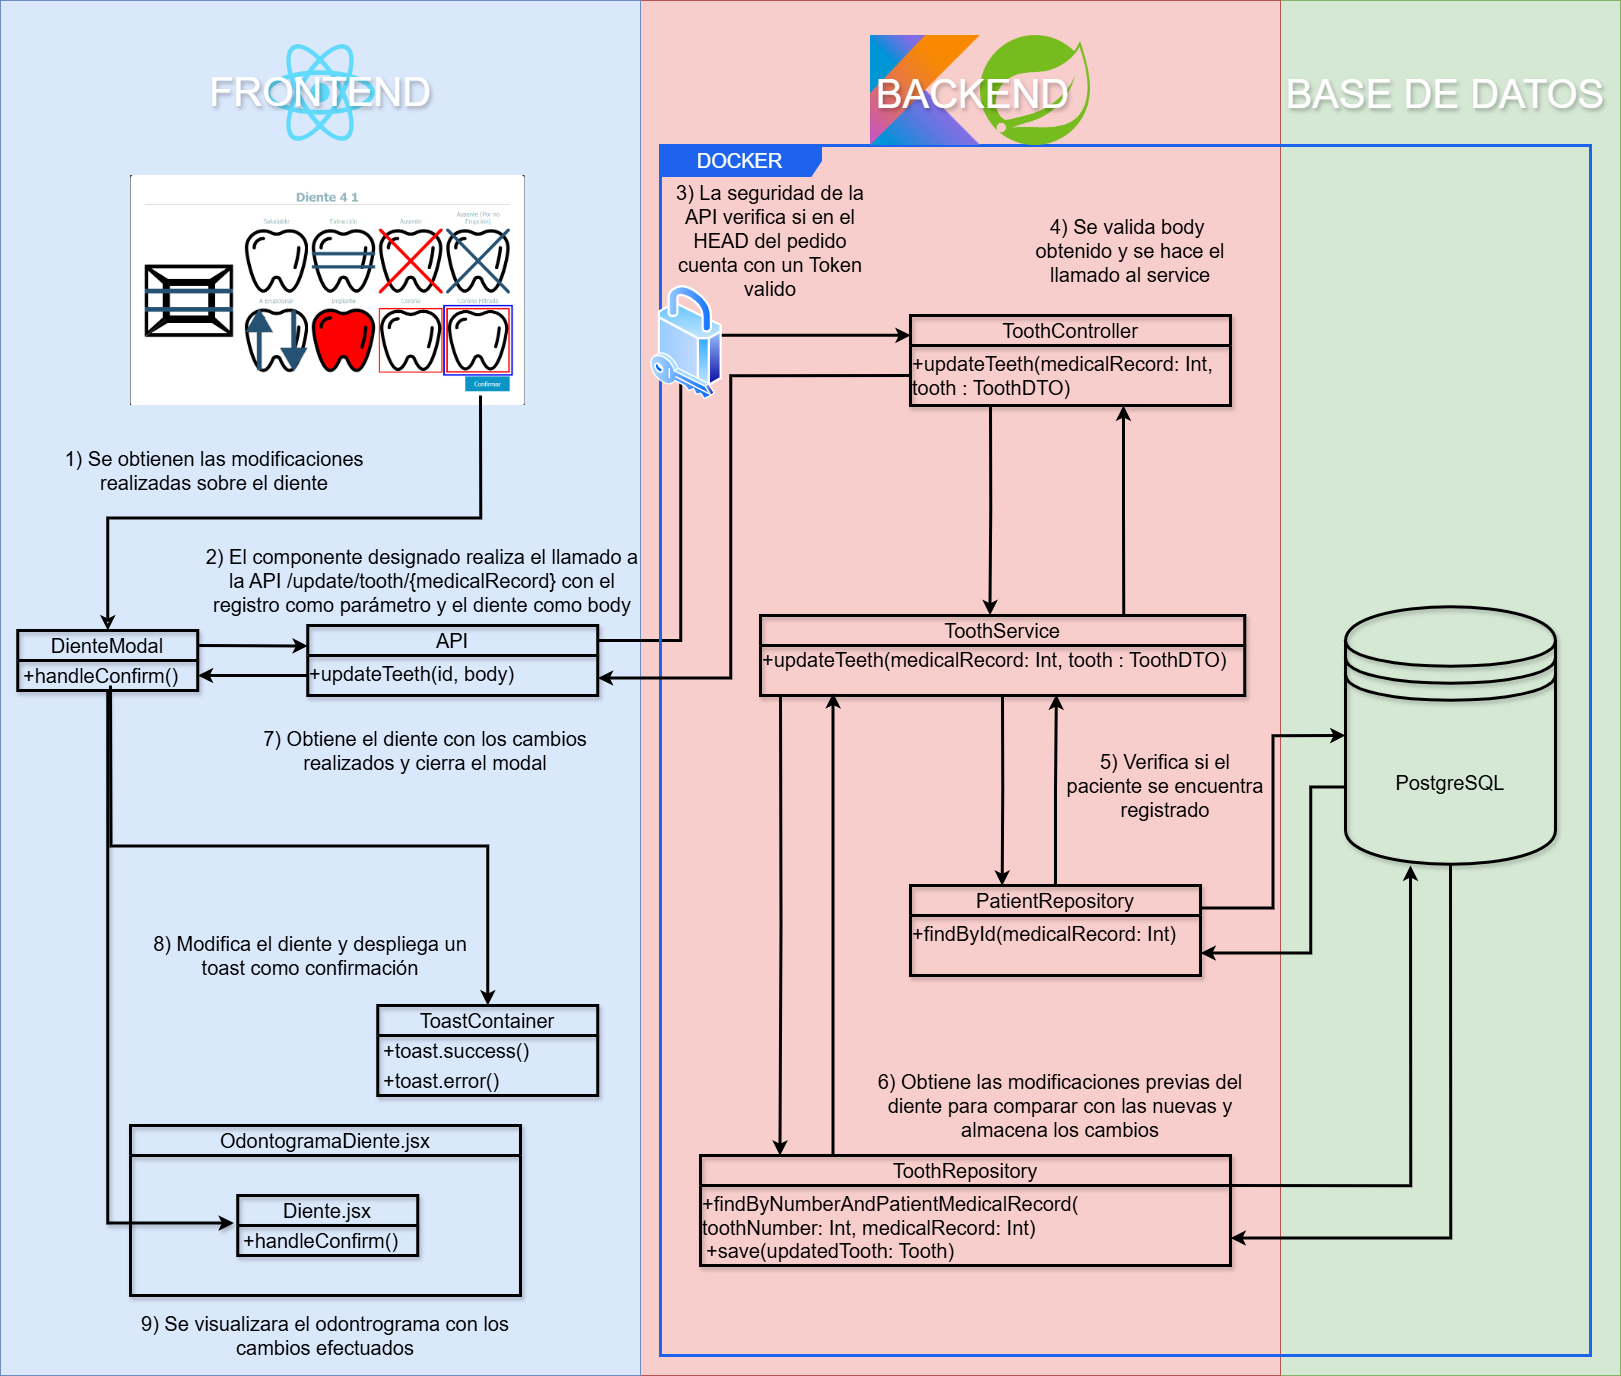 FRONTEND
BACKEND
BASE DE DATOS
DOCKER
Diente 4 1
Saludable
Extracción
Ausente
Ausente (Por no
Erupción)
A Erupcionar
Implante
Corona
Corona Filtrada
Confirmar
1) Se obtienen las modificaciones
realizadas sobre el diente
2) El componente designado realiza el llamado a
la API /update/tooth/{medicalRecord} con el
registro como parámetro y el diente como body
DienteModal
+handleConfirm()
API
+updateTeeth(id, body)
3) La seguridad de la
API verifica si en el
HEAD del pedido
cuenta con un Token
valido
4) Se valida body
obtenido y se hace el
llamado al service
ToothController
+updateTeeth(medicalRecord: Int,
tooth : ToothDTO)
ToothService
+updateTeeth(medicalRecord: Int, tooth : ToothDTO)
5) Verifica si el
paciente se encuentra
registrado
PostgreSQL
PatientRepository
+findById(medicalRecord: Int)
6) Obtiene las modificaciones previas del
diente para comparar con las nuevas y
almacena los cambios
ToothRepository
+findByNumberAndPatientMedicalRecord(
toothNumber: Int, medicalRecord: Int)
+save(updatedTooth: Tooth)
7) Obtiene el diente con los cambios
realizados y cierra el modal
8) Modifica el diente y despliega un
toast como confirmación
ToastContainer
+toast.success()
+toast.error()
OdontogramaDiente.jsx
Diente.jsx
+handleConfirm()
9) Se visualizara el odontrograma con los
cambios efectuados